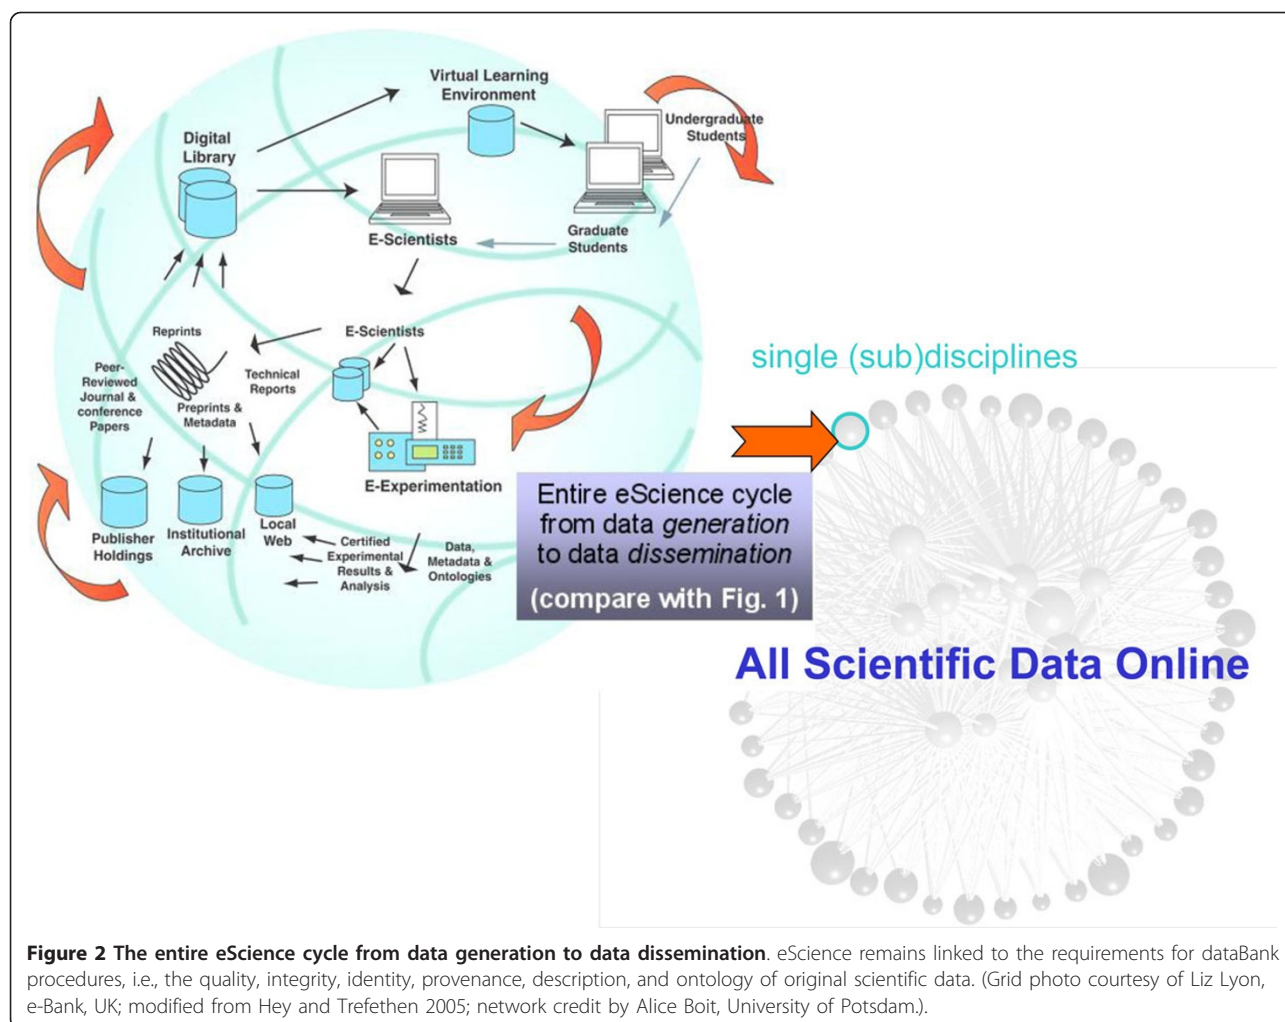 Virtual Learning
Environment
Undergraduate
Students
Digital
Library
E-Scientists
Graduate
Students
Reprints
E-Scientists
Peer-
Reviewed
Journal &
conference
Papers
Technical
Reports
Preprints &
Metadata
E-Experimentation
Publisher
Holdings
Institutional
Archive
Local
Web
Certified
Experimental
Results &
Analysis
Data,
Metadata &
Ontologies
single (sub)disciplines
Entire eScience cycle
from data generation
to data dissemination
(compare with Fig. 1)
All Scientific Data Online
Figure 2 The entire eScience cycle from data generation to data dissemination. eScience remains linked to the requirements for dataBank
procedures, i.e., the quality, integrity, identity, provenance, description, and ontology of original scientific data. (Grid photo courtesy of Liz Lyon,
e-Bank, UK; modified from Hey and Trefethen 2005; network credit by Alice Boit, University of Potsdam.).